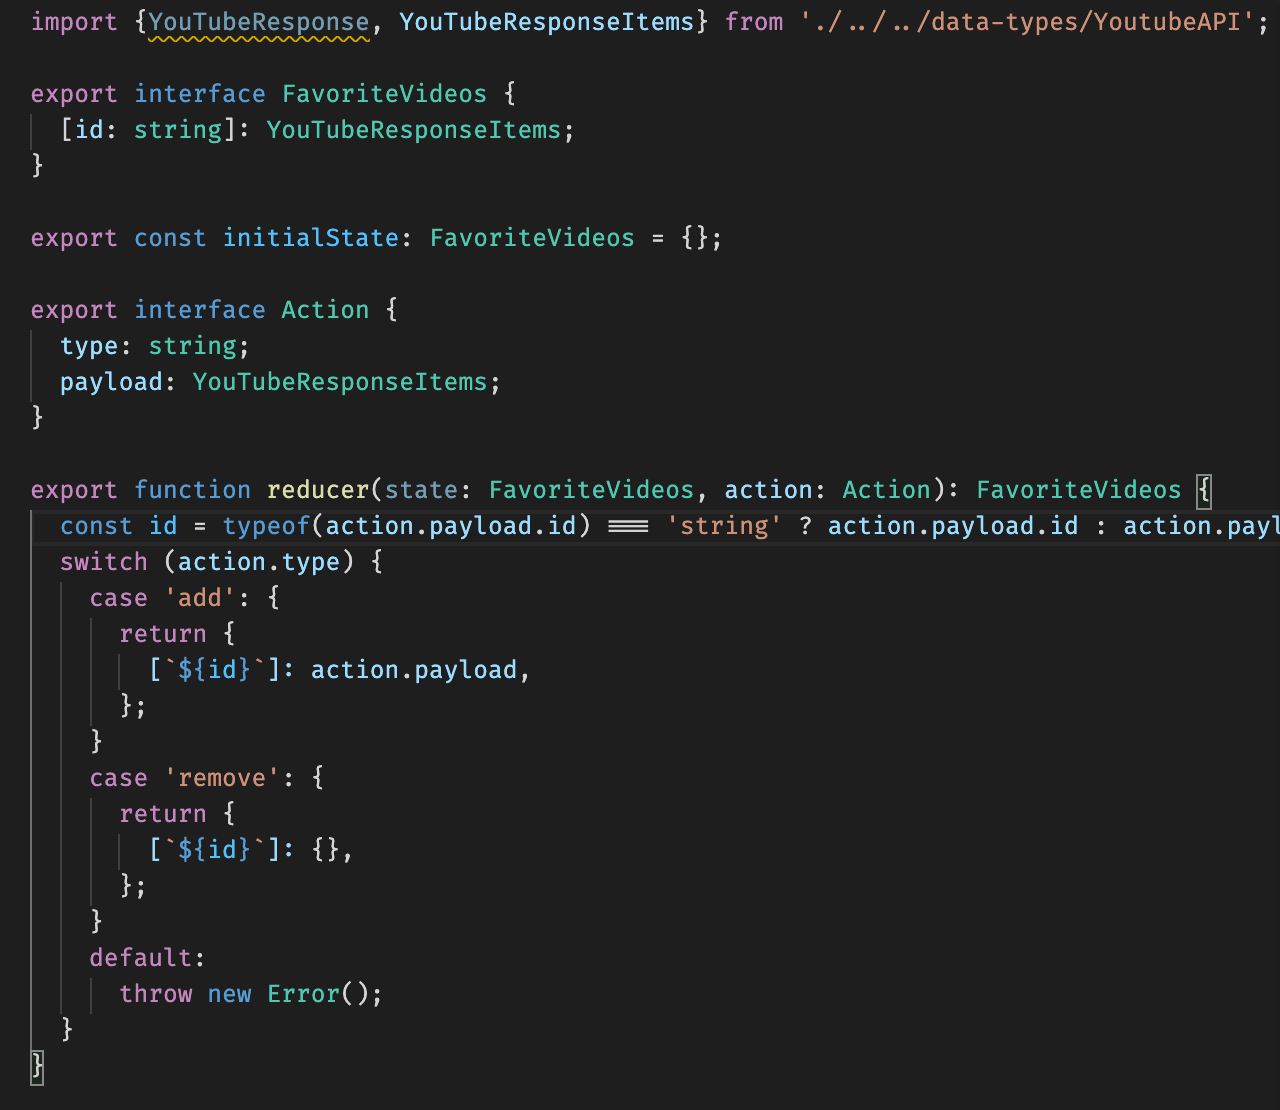 import {YouTubeResponse, YouTubeResponseItems} from './../../data-types/YoutubeAPI';
export interface FavoriteVideos {
[id: string]: YouTubeResponseItems;
}
export const initialState: FavoriteVideos = {};
export interface Action {
type: string;
payload: YouTubeResponseItems;
}
export function reducer(state: FavoriteVideos, action: Action): FavoriteVideos {
const id = typeof(action.payload.id) === 'string' ? action.payload.id : action.payl
switch (action.type) {
case 'add': {
return {
[`${id}`]: action.payload,
};
}
case 'remove': {
return {
[`${id}`]: {},
};
}
default:
throw new Error();
}
}